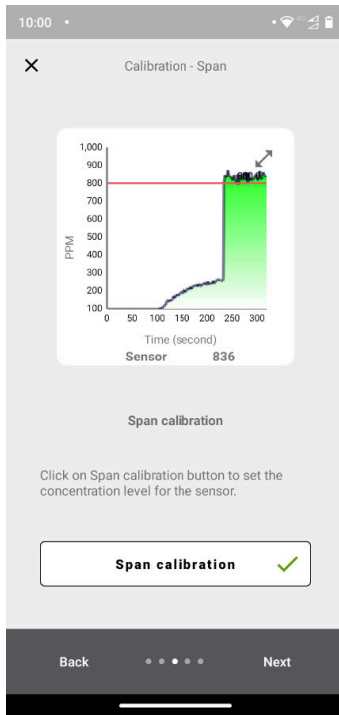 10:00
Calibration - Span
1,000
900
800
700
600
500
400
300
200
100
PPM
0 50 100 150 200 250 300
Time (second)
Sensor 836
Span calibration
Click on Span calibration button to set the
concentration level for the sensor.
Span calibration
Back Next